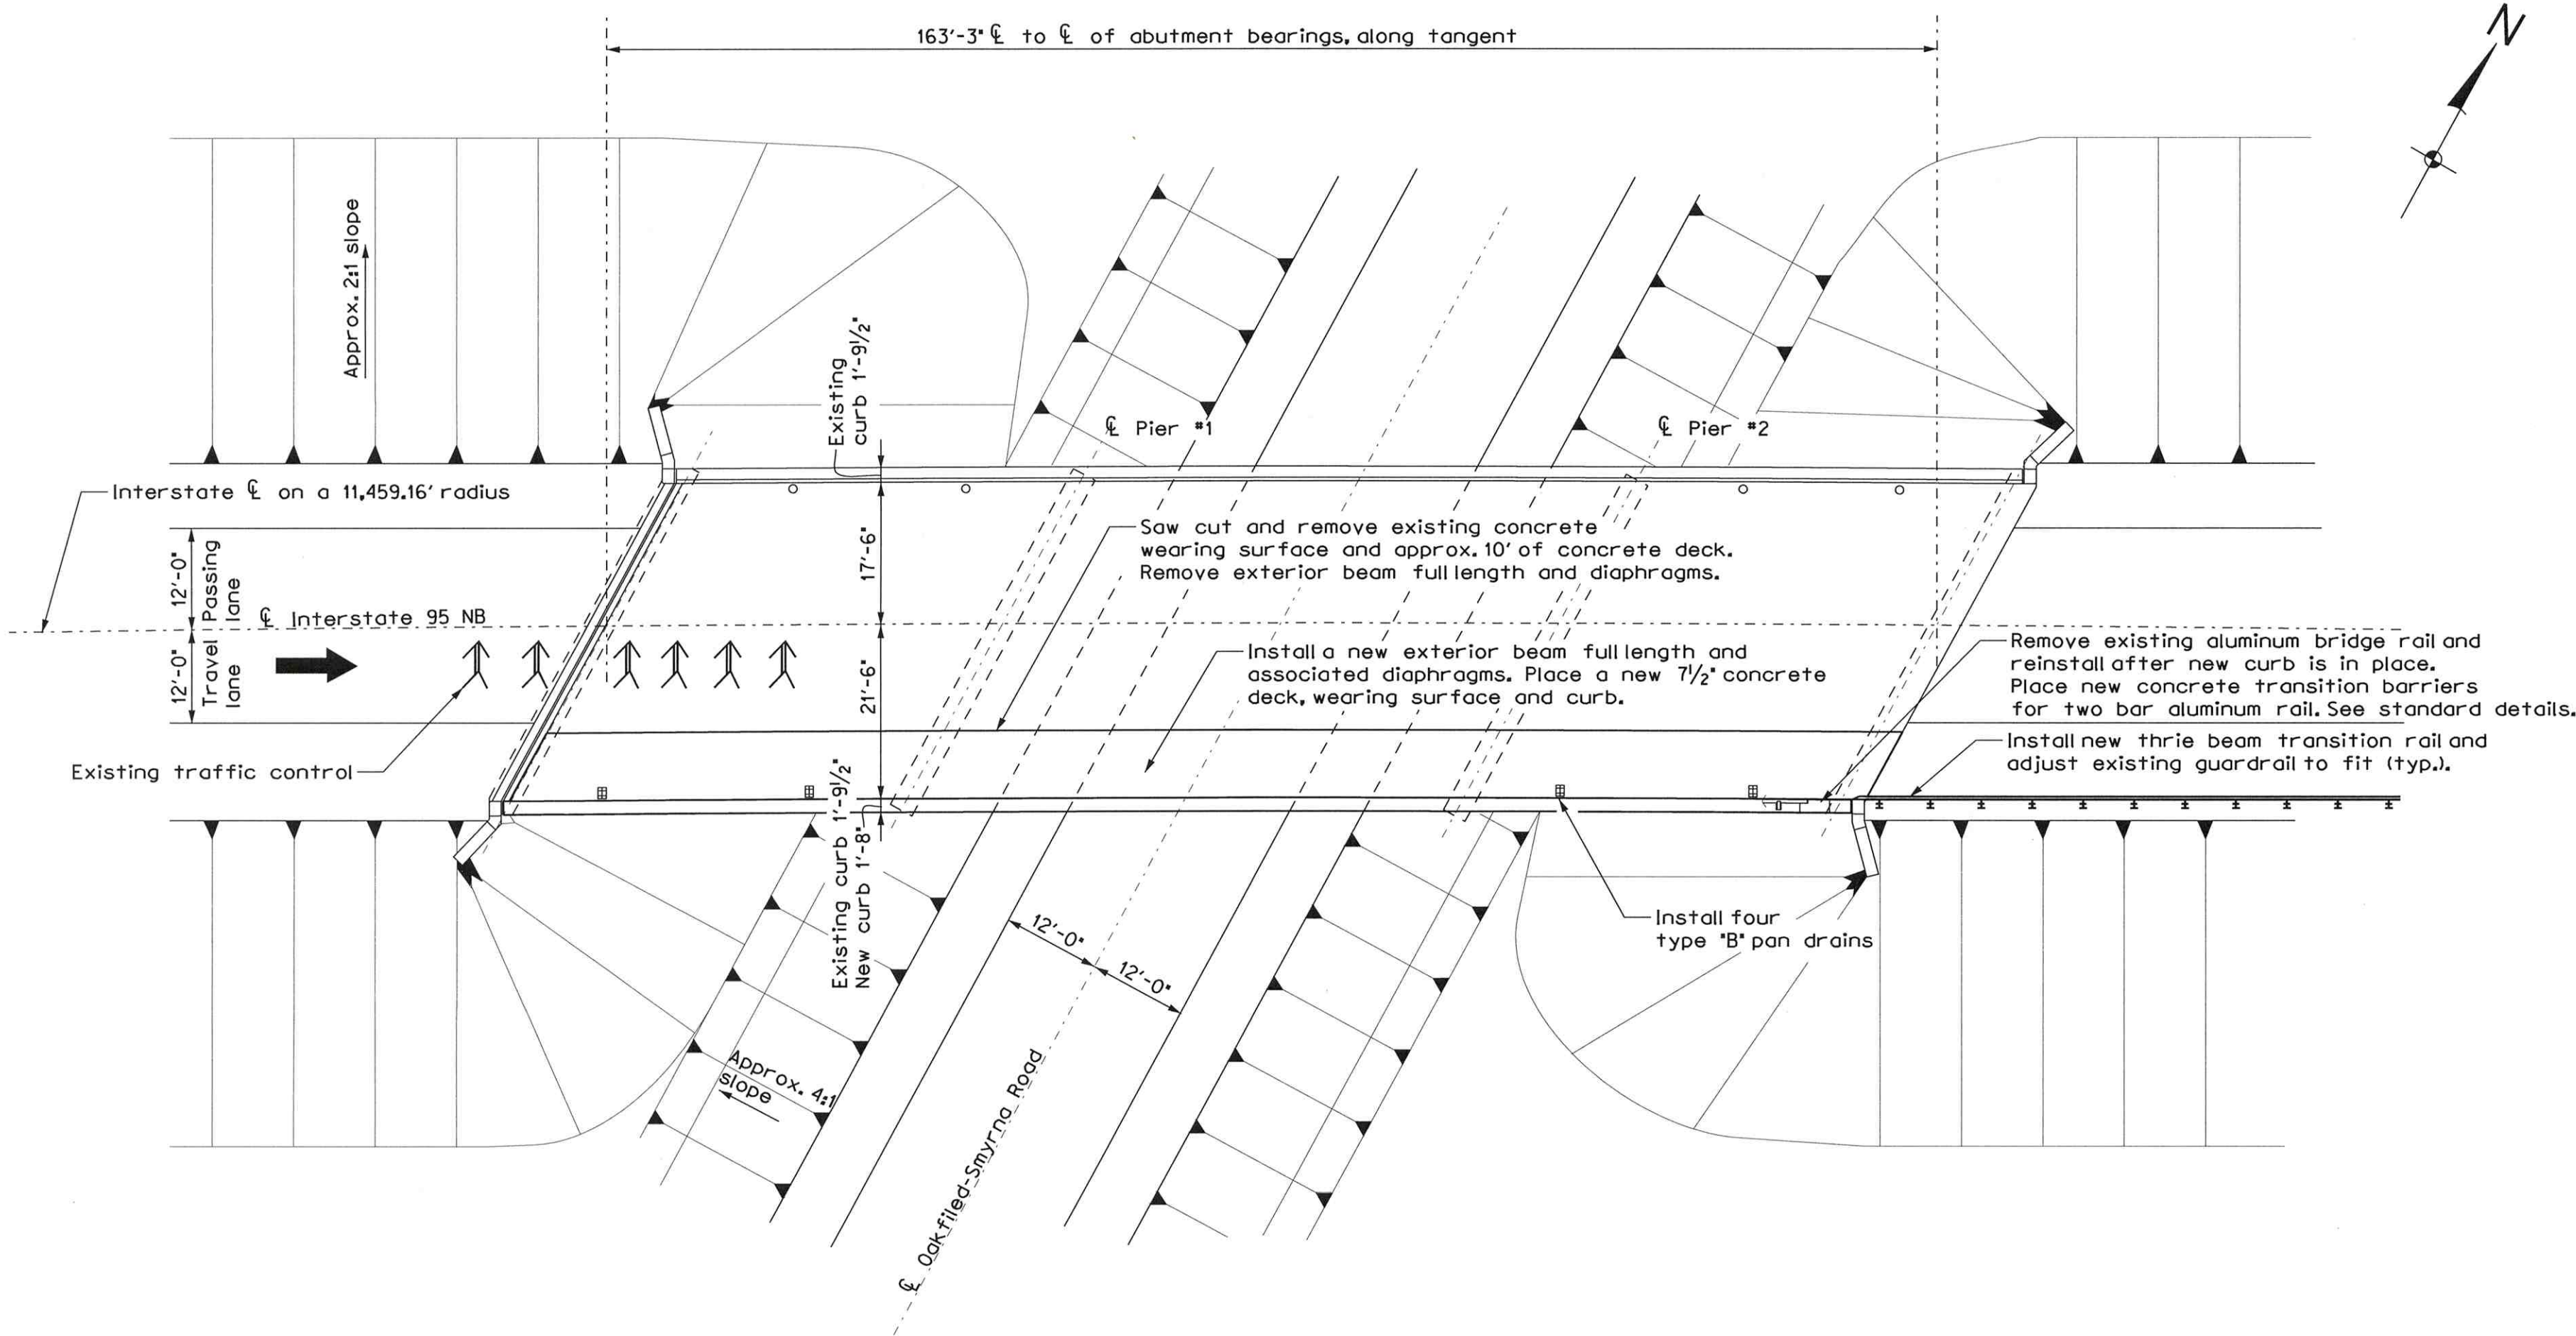 163'-3" ℄ to ℄ of abutment bearings, along tangent
N
Approx. 2:1 slope
Existing
curb 1'-9½"
℄ Pier #1
℄ Pier #2
Interstate ℄ on a 11,459.16' radius
Saw cut and remove existing concrete
wearing surface and approx. 10' of concrete deck.
Remove exterior beam full length and diaphragms.
17'-6"
12'-0"
Passing
lane
℄ Interstate 95 NB
12'-0"
Travel
lane
21'-6"
Install a new exterior beam full length and
associated diaphragms. Place a new 7½" concrete
deck, wearing surface and curb.
Remove existing aluminum bridge rail and
reinstall after new curb is in place.
Place new concrete transition barriers
for two bar aluminum rail. See standard details.
Install new thrie beam transition rail and
adjust existing guardrail to fit (typ.).
Existing traffic control
Existing curb 1'-9½"
New curb 1'-8"
Install four
type "B" pan drains
12'-0"
12'-0"
Approx. 4:1
slope
℄ Oakfiled-Smyrna Road